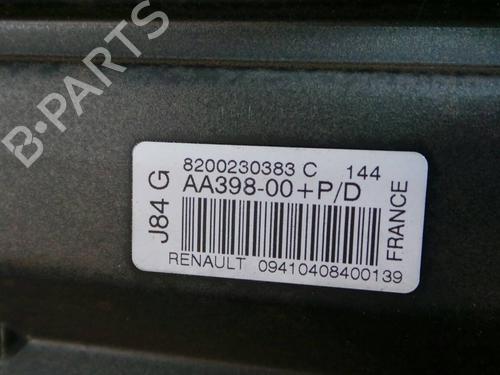 B-PARTS
J84 G
8200230383 C 144
AA398-00+P/D
RENAULT 09410408400139
FRANCE